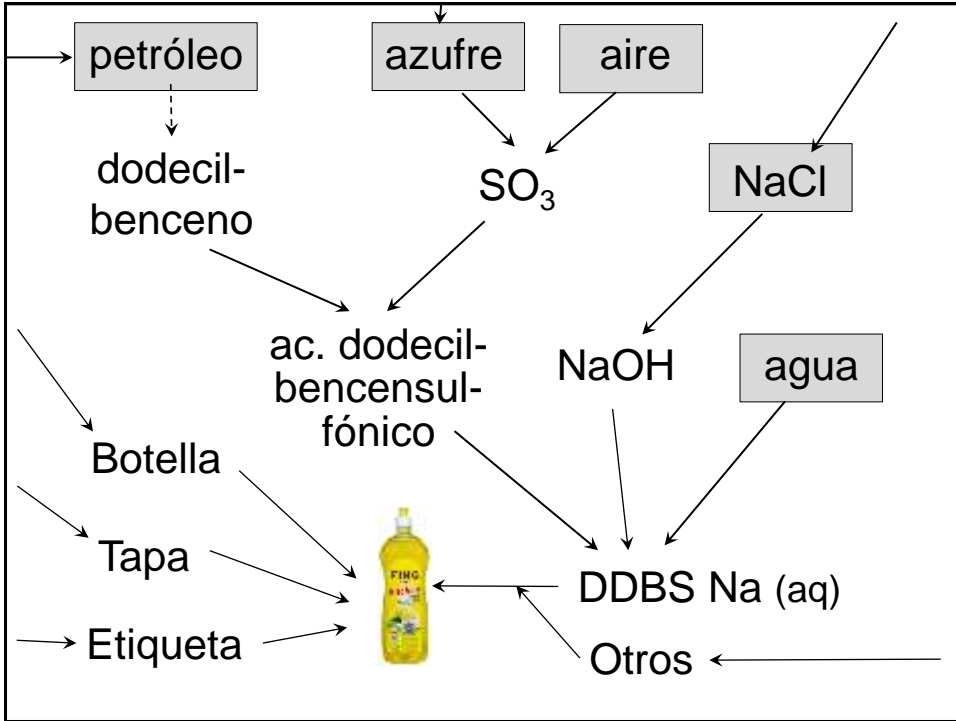 petróleo
azufre
aire
dodecil-
benceno
SO₃
NaCl
ac. dodecil-
bencensul-
fónico
NaOH
agua
Botella
Tapa
FING
DDBS Na (aq)
Etiqueta
Otros